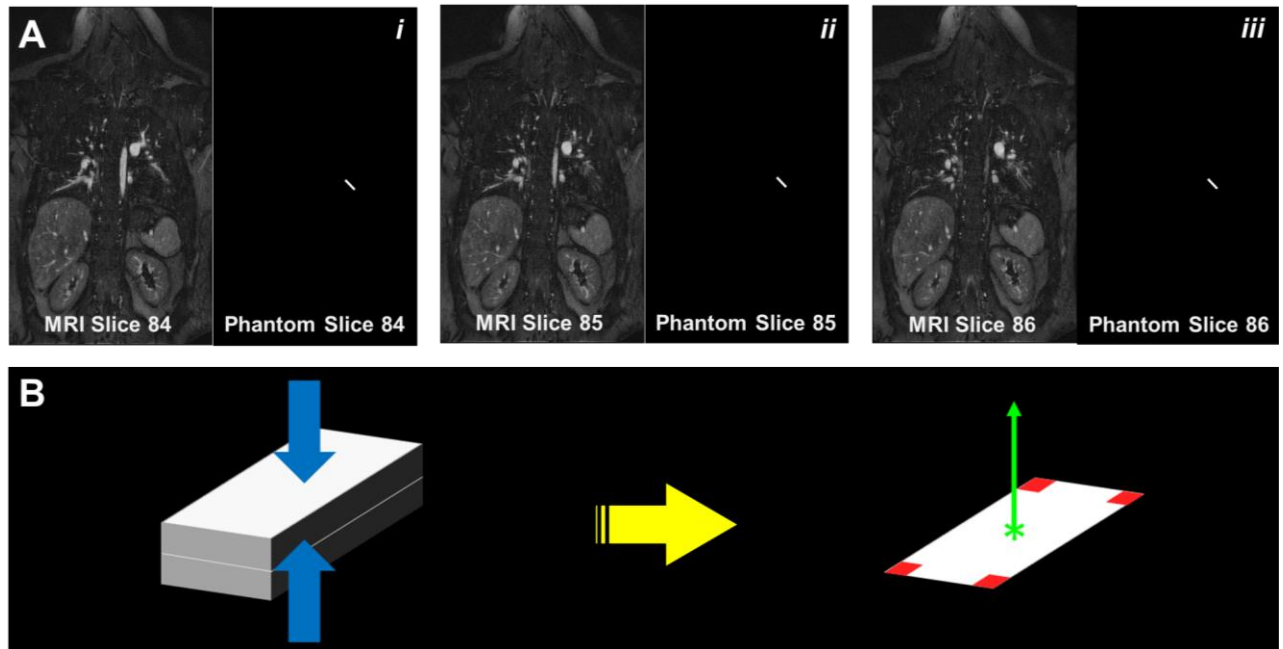 A
i
ii
iii
MRI Slice 84
Phantom Slice 84
MRI Slice 85
Phantom Slice 85
MRI Slice 86
Phantom Slice 86
B